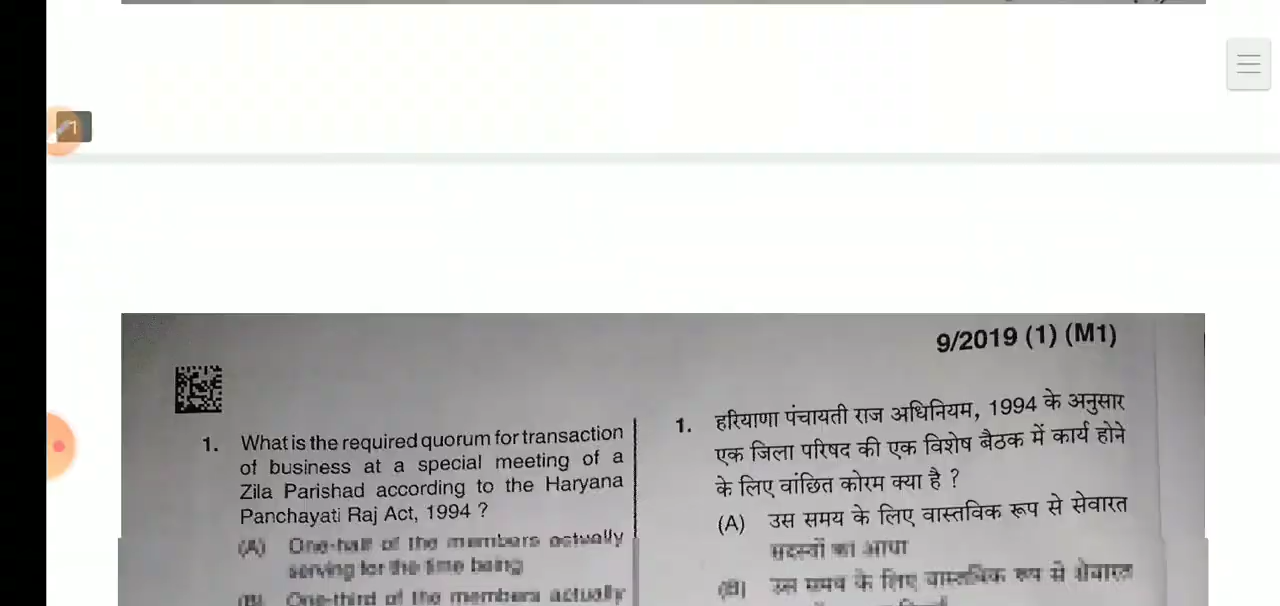 1
9/2019 (1) (M1)
1. What is the required quorum for transaction
of business at a special meeting of a
Zila Parishad according to the Haryana
Panchayati Raj Act, 1994 ?
(A) One-half of the members actually
serving for the time being
(B) One-third of the members actually
1. हरियाणा पंचायती राज अधिनियम, 1994 के अनुसार
एक जिला परिषद की एक विशेष बैठक में कार्य होने
के लिए वांछित कोरम क्या है ?
(A) उस समय के लिए वास्तविक रूप से सेवारत
सदस्यों का आधा
(B) उस समय के लिए वास्तविक रूप से सेवारत